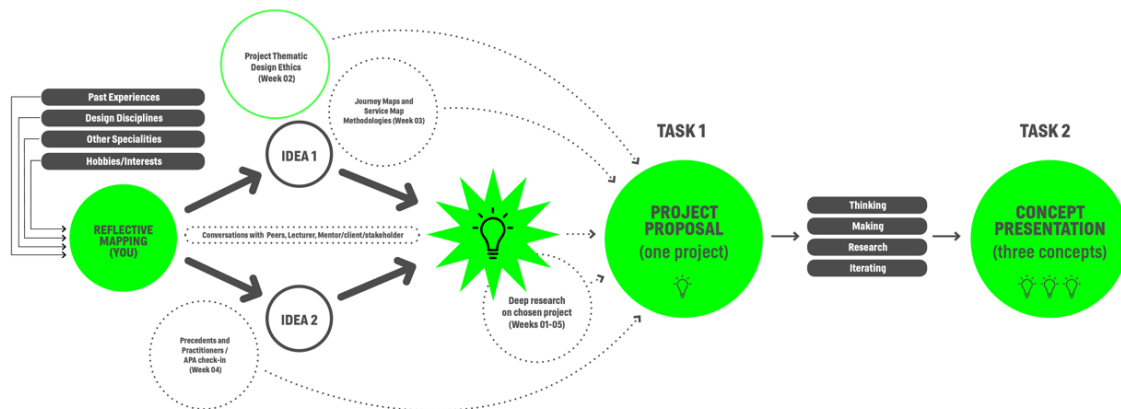 Project Thematic
Design Ethics
(Week 02)
Journey Maps and
Service Map
Methodologies (Week 03)
Past Experiences
Design Disciplines
Other Specialities
Hobbies/Interests
IDEA 1
REFLECTIVE
MAPPING
(YOU)
Conversations with Peers, Lecturer, Mentor/client/stakeholder
IDEA 2
Precedents and
Practitioners /
APA check-in
(Week 04)
Deep research
on chosen project
(Weeks 01-05)
TASK 1
PROJECT
PROPOSAL
(one project)
Thinking
Making
Research
Iterating
TASK 2
CONCEPT
PRESENTATION
(three concepts)